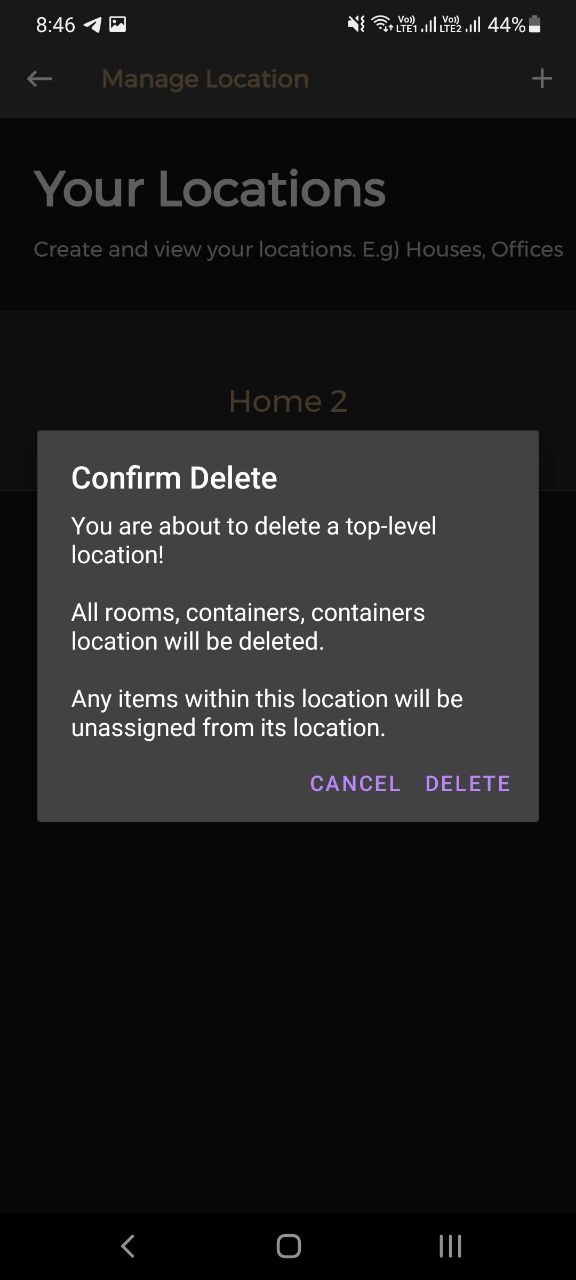 8:46
Vo) LTE1 Vo) LTE2 44%
Manage Location
Your Locations
Create and view your locations. E.g) Houses, Offices
Home 2
Confirm Delete
You are about to delete a top-level
location!
All rooms, containers, containers
location will be deleted.
Any items within this location will be
unassigned from its location.
CANCEL DELETE